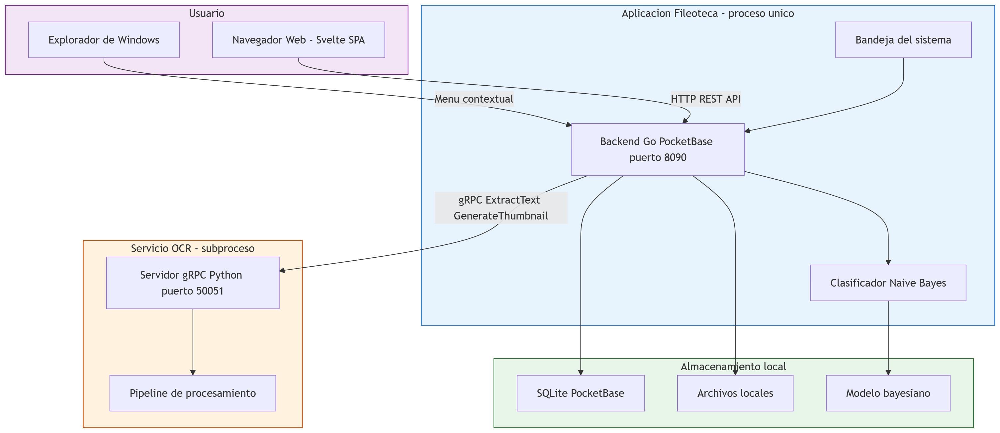 Usuario
Explorador de Windows
Navegador Web - Svelte SPA
Aplicacion Fileoteca - proceso unico
Bandeja del sistema
Menu contextual
HTTP REST API
Backend Go PocketBase
puerto 8090
gRPC ExtractText
GenerateThumbnail
Servicio OCR - subproceso
Servidor gRPC Python
puerto 50051
Pipeline de procesamiento
Clasificador Naive Bayes
Almacenamiento local
SQLite PocketBase
Archivos locales
Modelo bayesiano